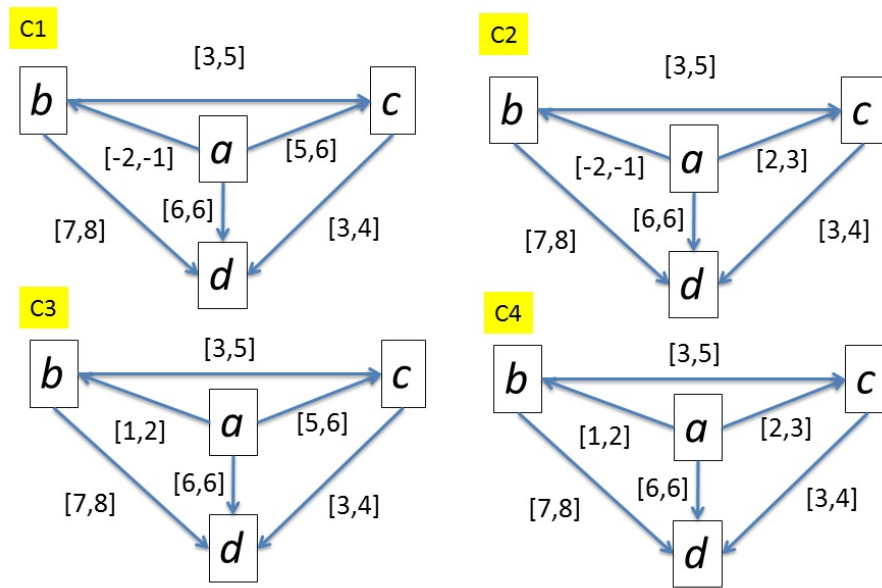 C1
[3,5]
b
c
a
[-2,-1]
[5,6]
[6,6]
[7,8]
[3,4]
d
C2
[3,5]
b
c
a
[-2,-1]
[2,3]
[6,6]
[7,8]
[3,4]
d
C3
[3,5]
b
c
a
[1,2]
[5,6]
[6,6]
[7,8]
[3,4]
d
C4
[3,5]
b
c
a
[1,2]
[2,3]
[6,6]
[7,8]
[3,4]
d